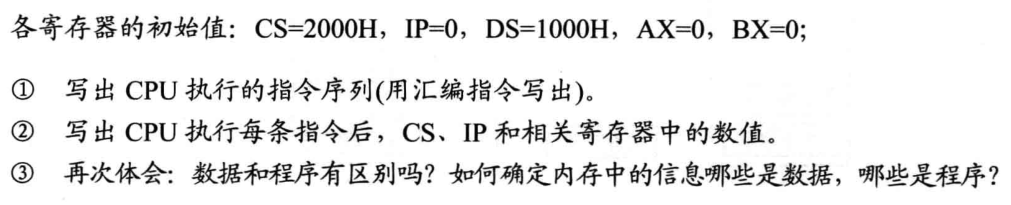 各寄存器的初始值：CS=2000H，IP=0，DS=1000H，AX=0，BX=0;
① 写出 CPU 执行的指令序列(用汇编指令写出)。
② 写出 CPU 执行每条指令后，CS、IP 和相关寄存器中的数值。
③ 再次体会：数据和程序有区别吗？如何确定内存中的信息哪些是数据，哪些是程序？